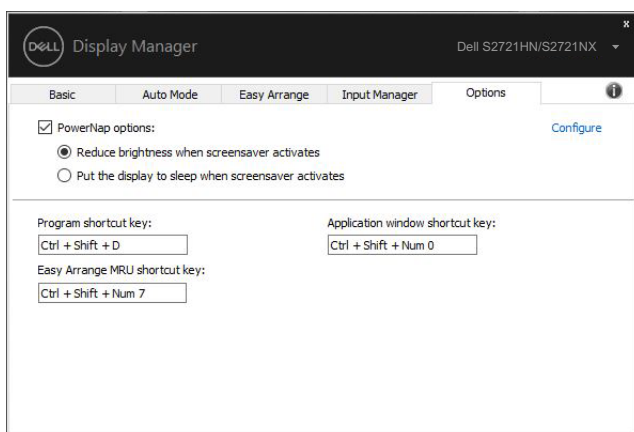 x
DELL Display Manager Dell S2721HN/S2721NX
Basic Auto Mode Easy Arrange Input Manager Options
PowerNap options: Configure
Reduce brightness when screensaver activates
Put the display to sleep when screensaver activates
Program shortcut key: Application window shortcut key:
Ctrl + Shift + D Ctrl + Shift + Num 0
Easy Arrange MRU shortcut key:
Ctrl + Shift + Num 7